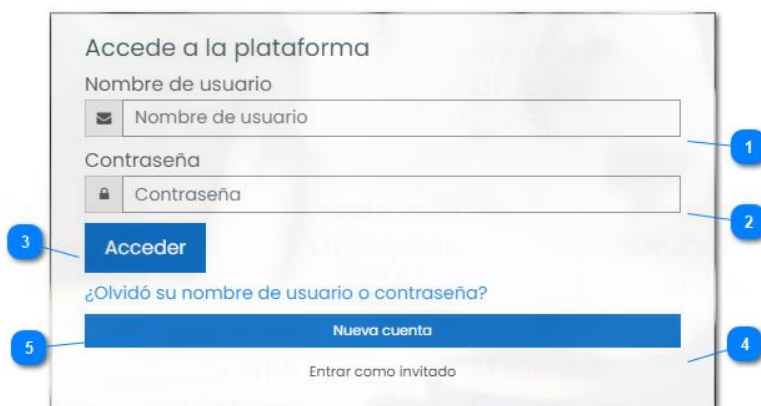 Accede a la plataforma
Nombre de usuario
Nombre de usuario
1
Contraseña
Contraseña
2
3
Acceder
¿Olvidó su nombre de usuario o contraseña?
Nueva cuenta
5
4
Entrar como invitado